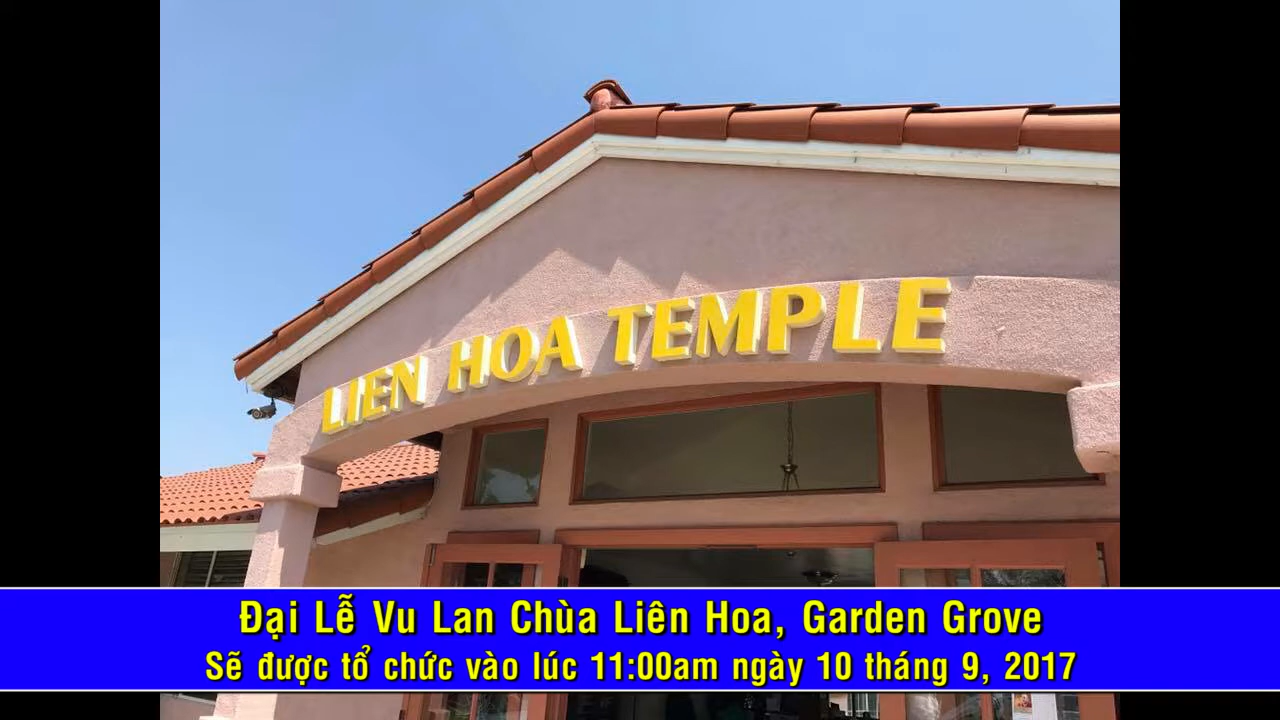 LIEN HOA TEMPLE
Đại Lễ Vu Lan Chùa Liên Hoa, Garden Grove
Sẽ được tổ chức vào lúc 11:00am ngày 10 tháng 9, 2017